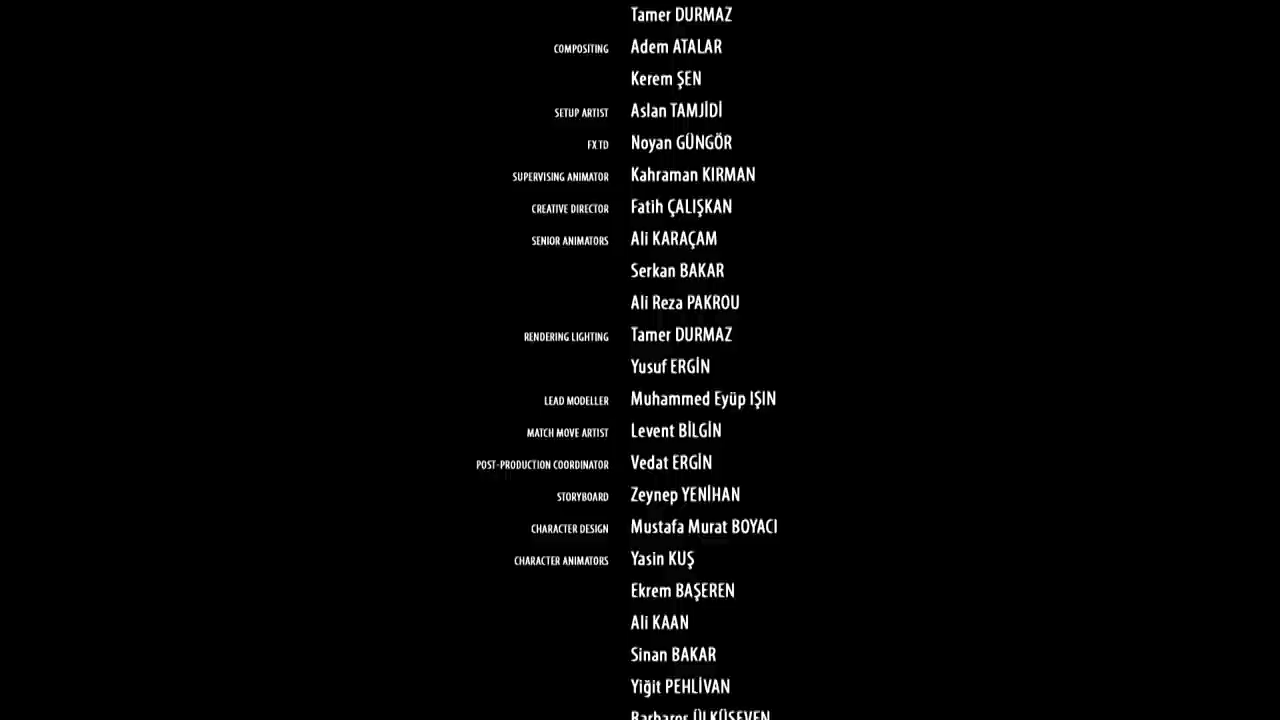 Tamer DURMAZ
COMPOSITING Adem ATALAR
Kerem ŞEN
SETUP ARTIST Aslan TAMJİDİ
FX TD Noyan GÜNGÖR
SUPERVISING ANIMATOR Kahraman KIRMAN
CREATIVE DIRECTOR Fatih ÇALIŞKAN
SENIOR ANIMATORS Ali KARAÇAM
Serkan BAKAR
Ali Reza PAKROU
RENDERING LIGHTING Tamer DURMAZ
Yusuf ERGİN
LEAD MODELLER Muhammed Eyüp IŞIN
MATCH MOVE ARTIST Levent BİLGİN
POST-PRODUCTION COORDINATOR Vedat ERGİN
STORYBOARD Zeynep YENİHAN
CHARACTER DESIGN Mustafa Murat BOYACI
CHARACTER ANIMATORS Yasin KUŞ
Ekrem BAŞEREN
Ali KAAN
Sinan BAKAR
Yiğit PEHLİVAN
Barbaros ÜLKÜSEVEN